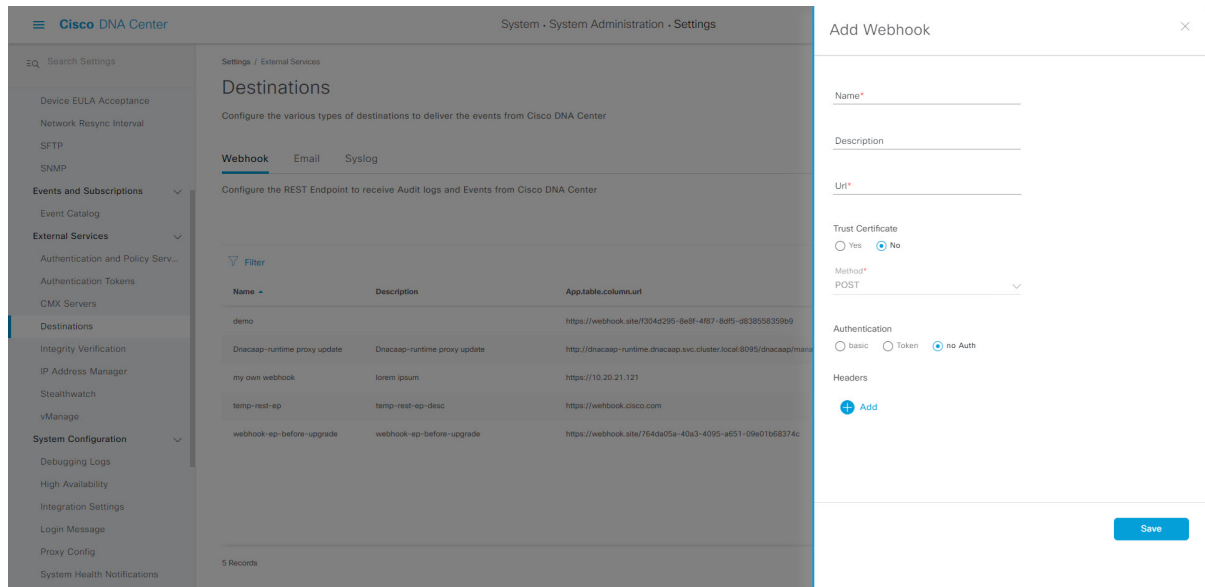 Cisco DNA Center
System · System Administration · Settings
Search Settings
Device EULA Acceptance
Network Resync Interval
SFTP
SNMP
Events and Subscriptions
Event Catalog
External Services
Authentication and Policy Serv...
Authentication Tokens
CMX Servers
Destinations
Integrity Verification
IP Address Manager
Stealthwatch
vManage
System Configuration
Debugging Logs
High Availability
Integration Settings
Login Message
Proxy Config
System Health Notifications
Settings / External Services
Destinations
Configure the various types of destinations to deliver the events from Cisco DNA Center
Webhook Email Syslog
Configure the REST Endpoint to receive Audit logs and Events from Cisco DNA Center
Filter
Name Description App.table.column.url
demo https://webhook.site/f304d295-8e8f-4f87-8df5-d838558359b9
Dnacaap-runtime proxy update Dnacaap-runtime proxy update http://dnacaap-runtime.dnacaap.svc.cluster.local:8095/dnacaap/mana
my own webhook lorem ipsum https://10.20.21.121
temp-rest-ep temp-rest-ep-desc https://wehbook.cisco.com
webhook-ep-before-upgrade webhook-ep-before-upgrade https://webhook.site/764da05a-40a3-4095-a651-09e01b68374c
5 Records
Add Webhook
Name*
Description
Url*
Trust Certificate
Yes No
Method*
POST
Authentication
basic Token no Auth
Headers
Add
Save